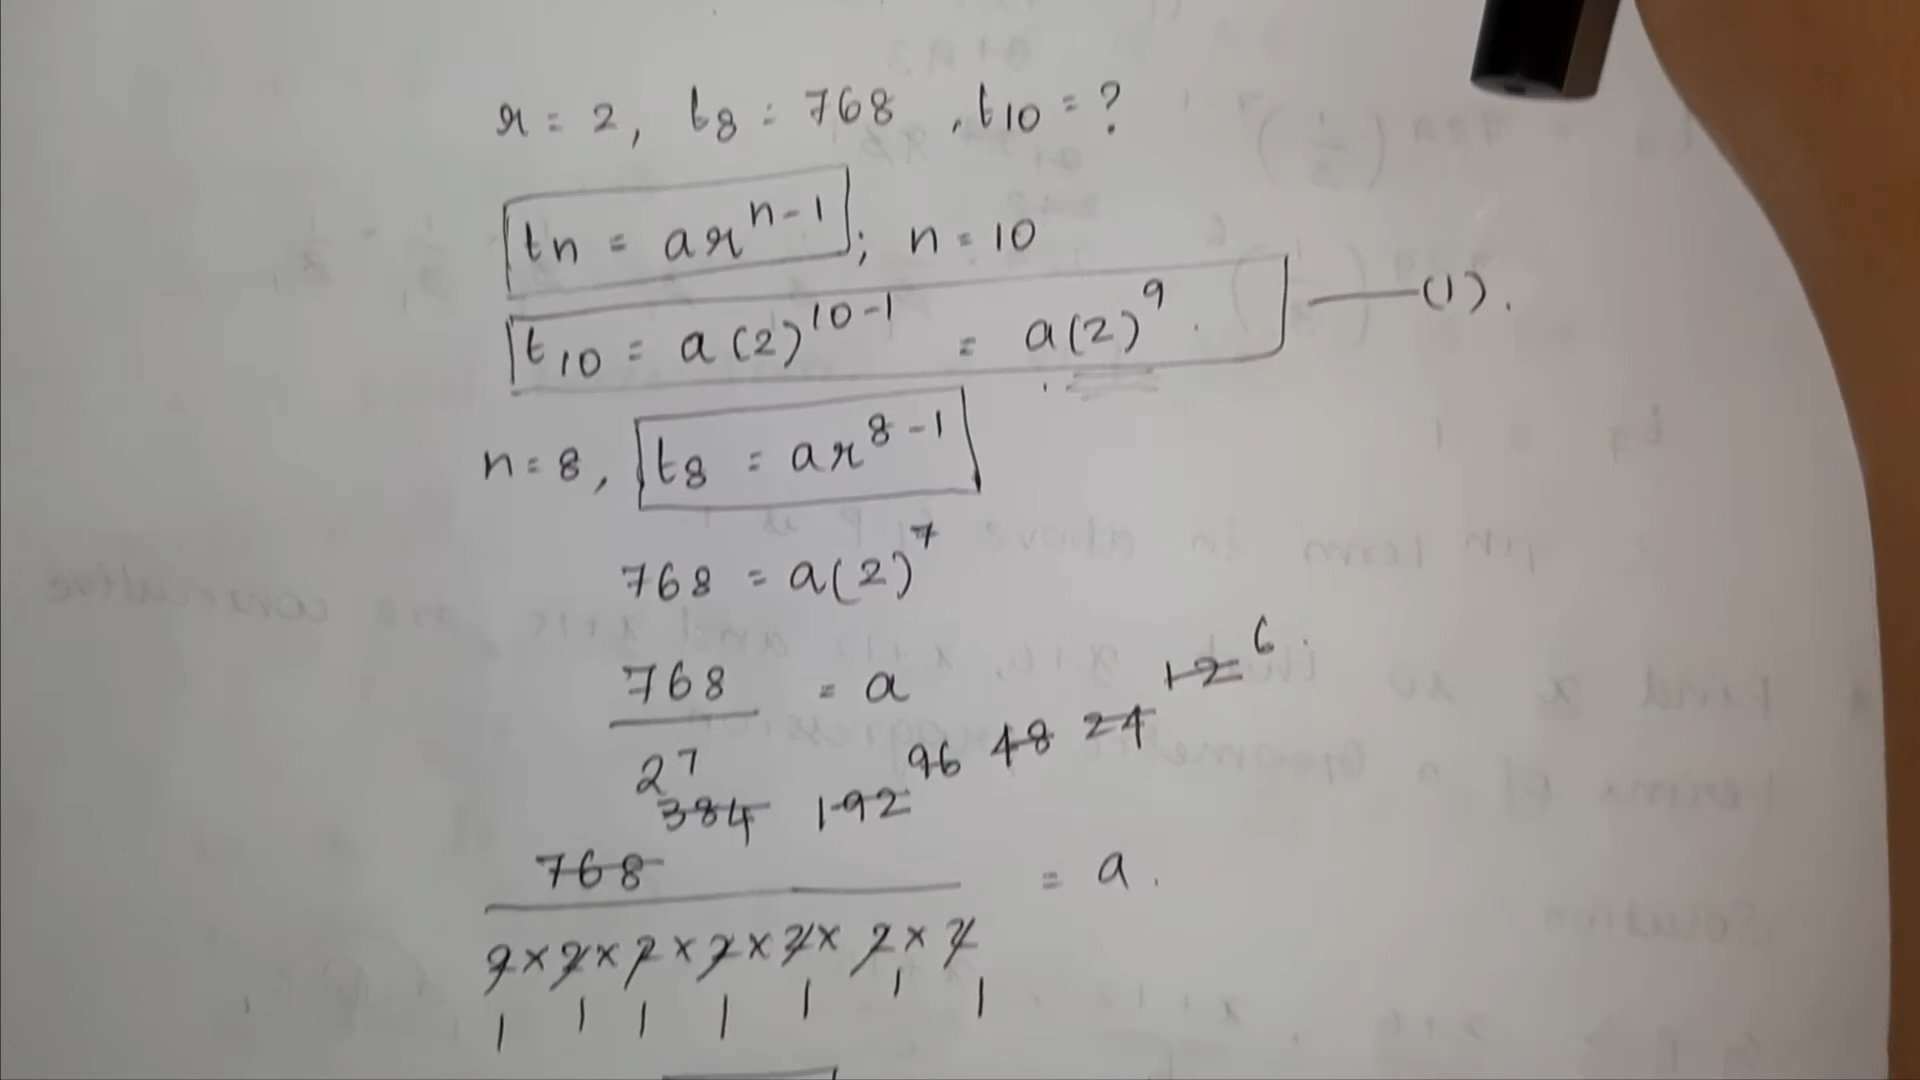 r = 2, t8 = 768, t10 = ?
tn = ar^n-1; n = 10
t10 = a(2)^10-1 = a(2)^9. —(1).
n = 8, t8 = ar^8-1
768 = a(2)^7
768/2^7 = a
384 192 96 48 24 12 6.
768/2×2×2×2×2×2×2 = a.
1 1 1 1 1 1 1